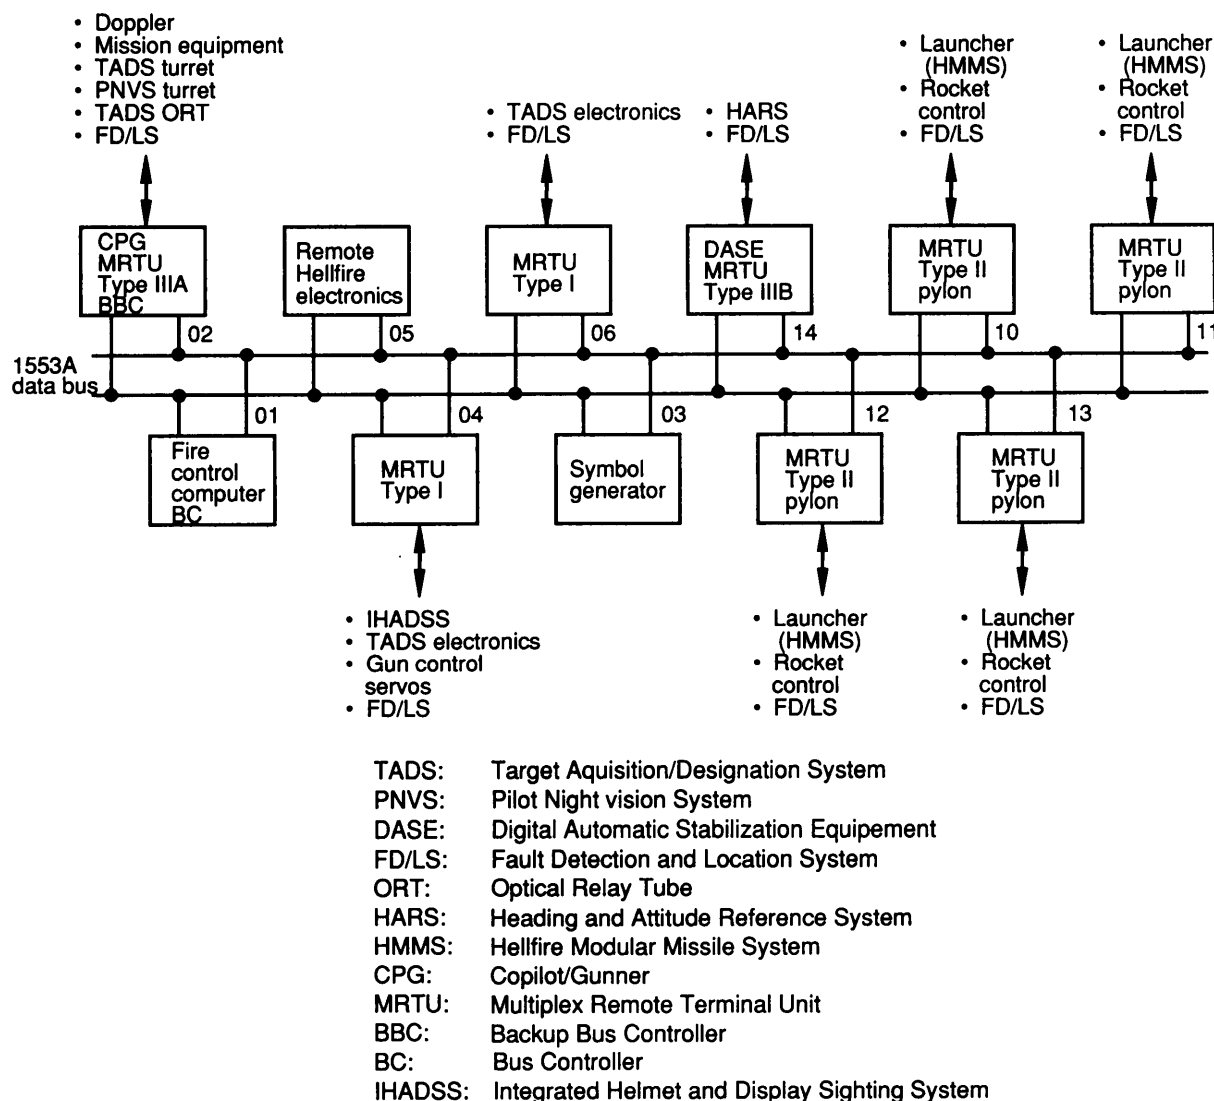 • Doppler
• Mission equipment
• TADS turret
• PNVS turret
• TADS ORT
• FD/LS
• TADS electronics
• FD/LS
• HARS
• FD/LS
• Launcher
(HMMS)
• Rocket
control
• FD/LS
• Launcher
(HMMS)
• Rocket
control
• FD/LS
CPG
MRTU
Type IIIA
BBC
02
Remote
Hellfire
electronics
05
MRTU
Type I
06
DASE
MRTU
Type IIIB
14
MRTU
Type II
pylon
10
MRTU
Type II
pylon
11
1553A
data bus
Fire
control
computer
BC
01
MRTU
Type I
04
Symbol
generator
03
MRTU
Type II
pylon
12
MRTU
Type II
pylon
13
• IHADSS
• TADS electronics
• Gun control
servos
• FD/LS
• Launcher
(HMMS)
• Rocket
control
• FD/LS
• Launcher
(HMMS)
• Rocket
control
• FD/LS
TADS: Target Aquisition/Designation System
PNVS: Pilot Night vision System
DASE: Digital Automatic Stabilization Equipement
FD/LS: Fault Detection and Location System
ORT: Optical Relay Tube
HARS: Heading and Attitude Reference System
HMMS: Hellfire Modular Missile System
CPG: Copilot/Gunner
MRTU: Multiplex Remote Terminal Unit
BBC: Backup Bus Controller
BC: Bus Controller
IHADSS: Integrated Helmet and Display Sighting System